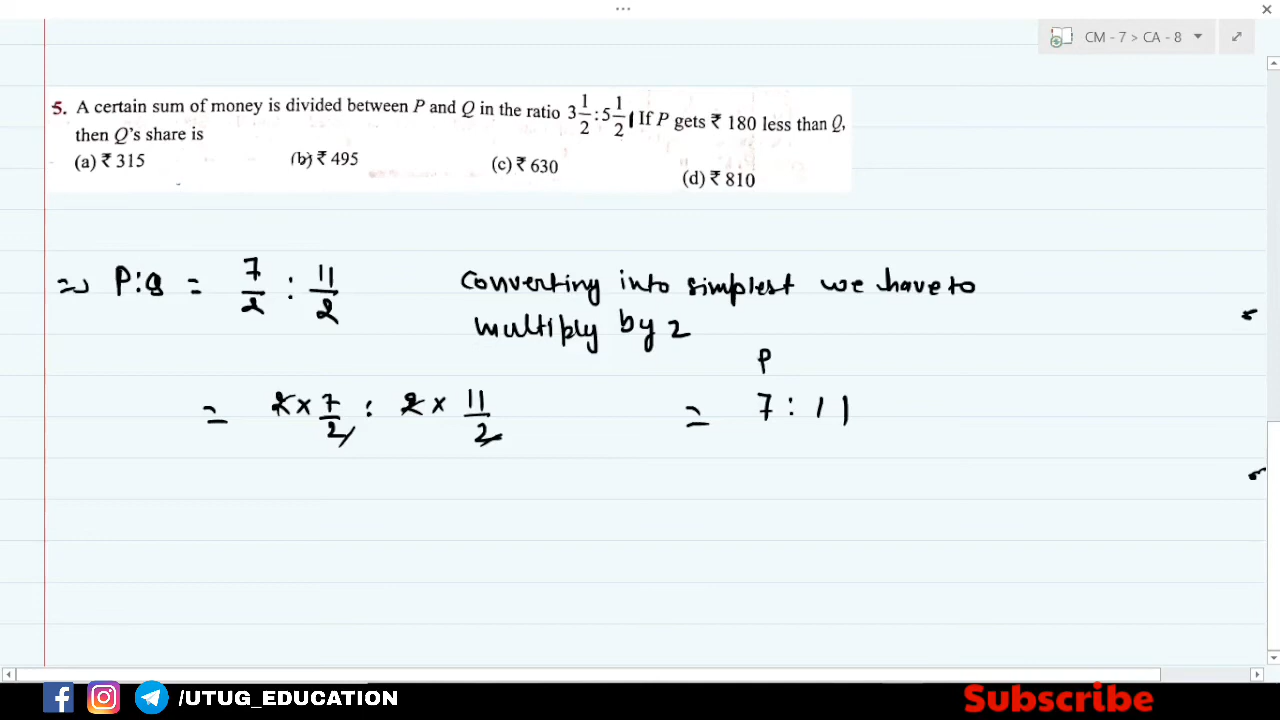 CM - 7 > CA - 8
5. A certain sum of money is divided between P and Q in the ratio 3 1/2 : 5 1/2. If P gets ₹ 180 less than Q,
then Q's share is
(a) ₹ 315 (b) ₹ 495 (c) ₹ 630 (d) ₹ 810
=> P:Q = 7/2 : 11/2 Converting into simplest we have to
multiply by 2
P
= 2 × 7/2 : 2 × 11/2 = 7 : 11
/UTUG_EDUCATION
Subscribe